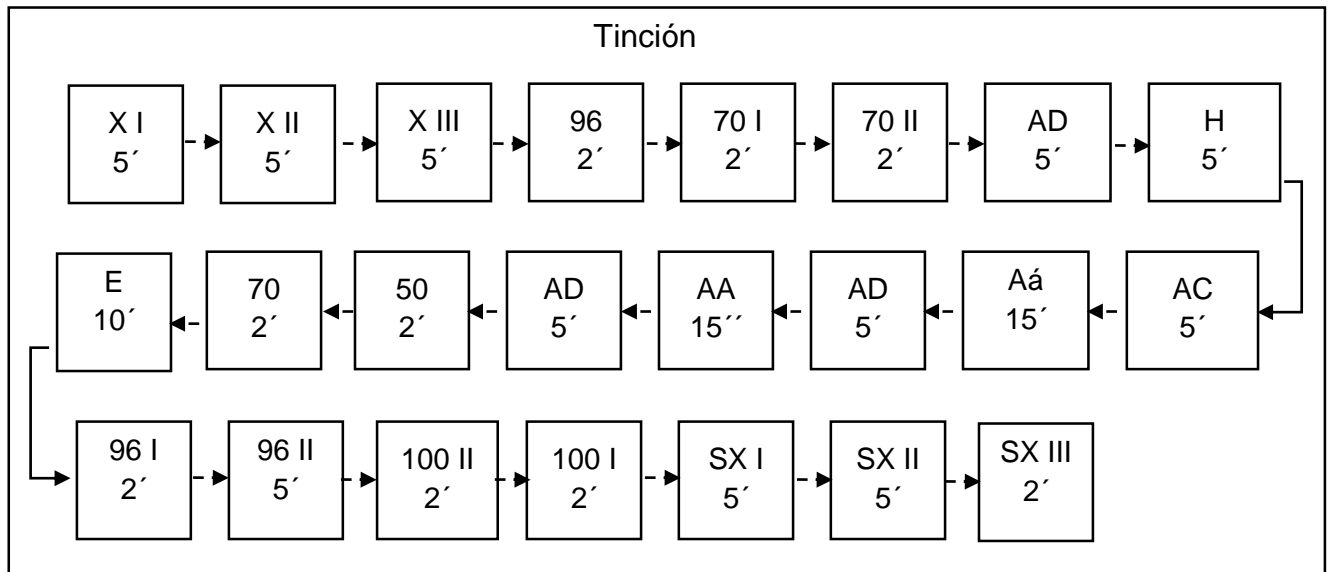 Tinción
X I
5´
X II
5´
X III
5´
96
2´
70 I
2´
70 II
2´
AD
5´
H
5´
AC
5´
Aá
15´
AD
5´
AA
15´´
AD
5´
50
2´
70
2´
E
10´
96 I
2´
96 II
5´
100 II
2´
100 I
2´
SX I
5´
SX II
5´
SX III
2´